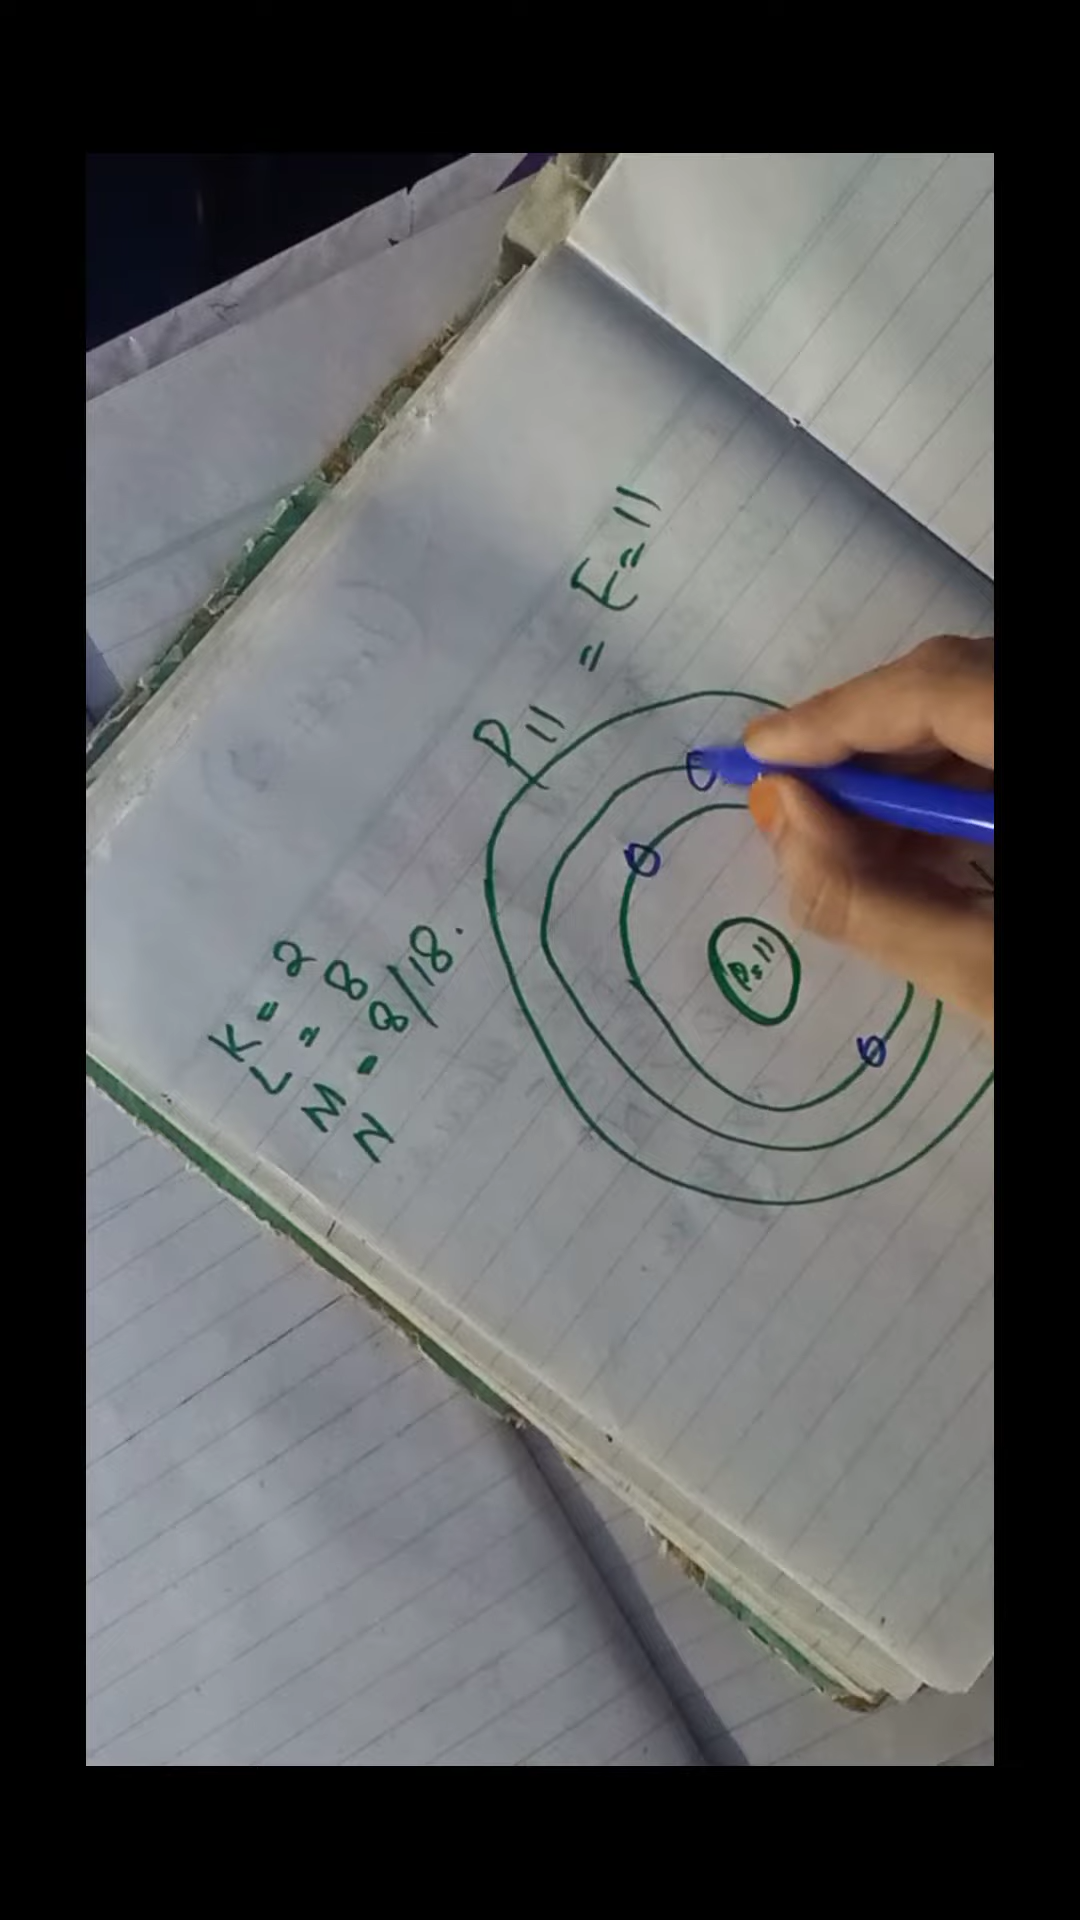 P11 = E=11
K = 2
L = 8
M = 8/18.
N
P=11